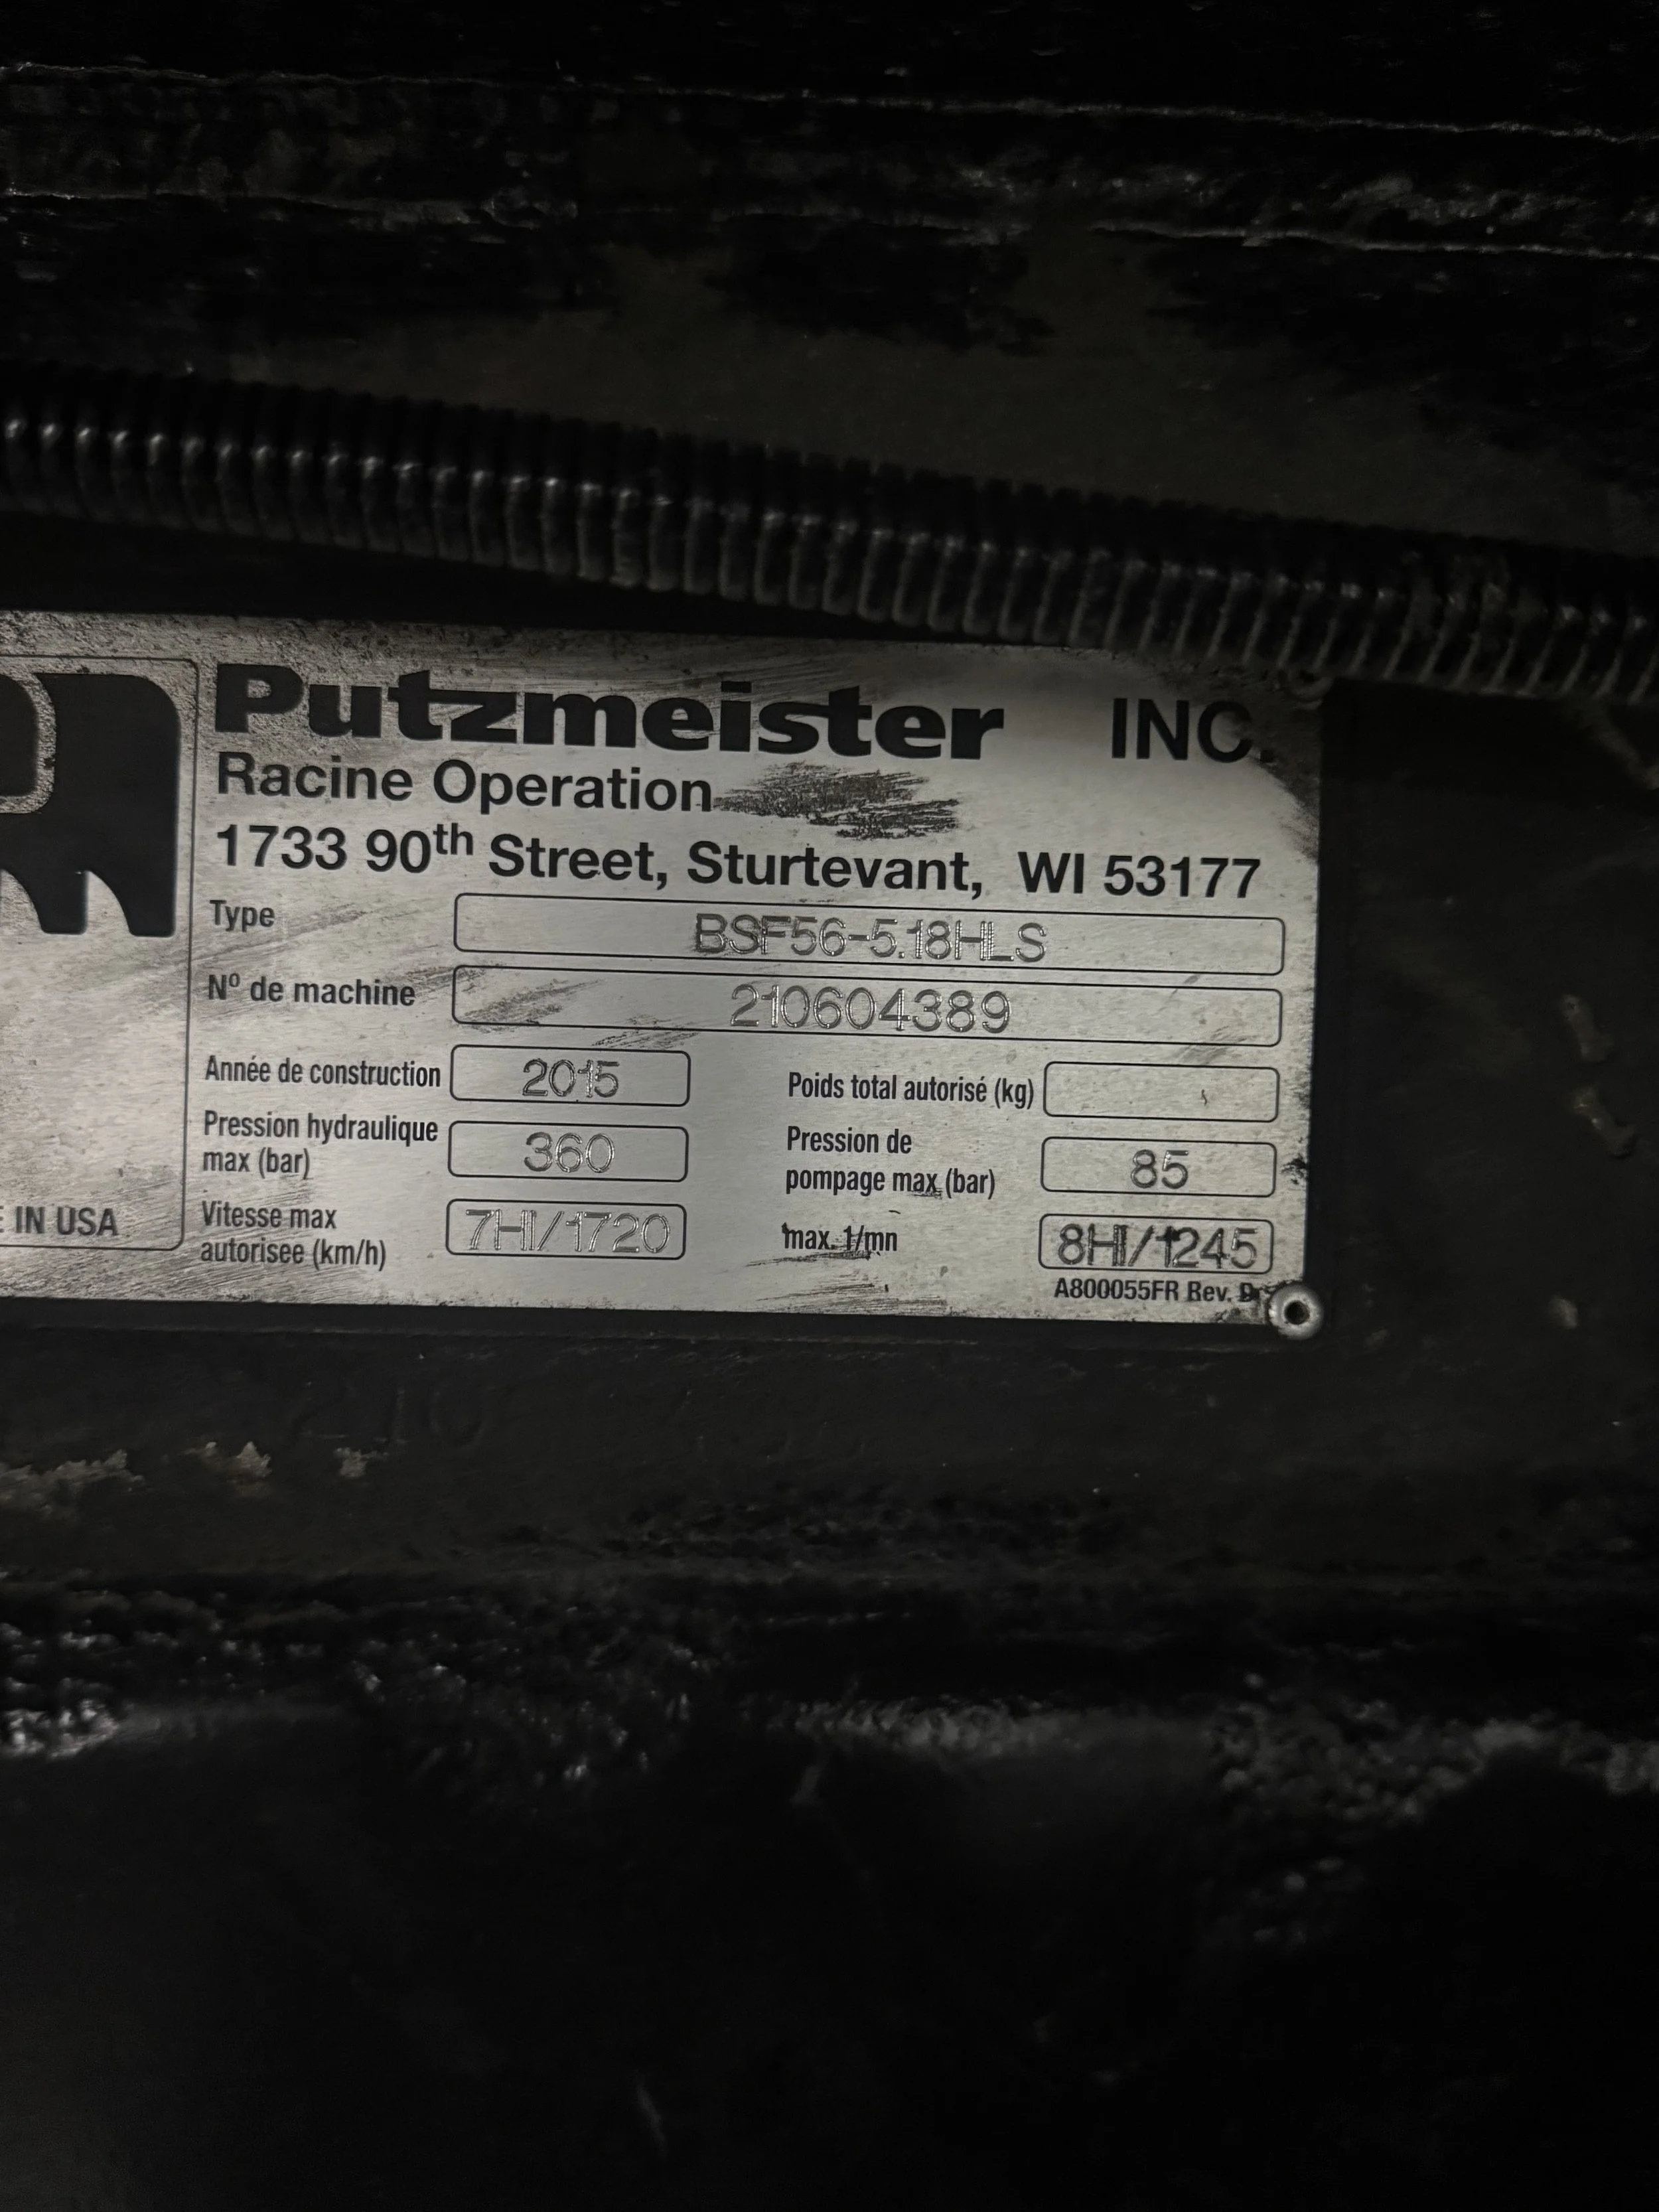 Putzmeister INC.
Racine Operation
1733 90th Street, Sturtevant, WI 53177
Type BSF56-5.18HLS
Nº de machine 210604389
Année de construction 2015 Poids total autorisé (kg)
Pression hydraulique max (bar) 360 Pression de pompage max. (bar) 85
Vitesse max autorisee (km/h) 7HI/1720 max. 1/mn 8HI/1245
IN USA
A800055FR Rev.